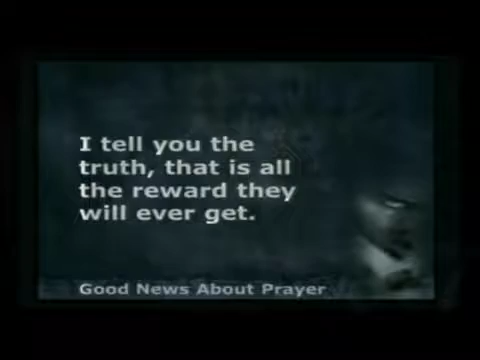 I tell you the
truth, that is all
the reward they
will ever get.
Good News About Prayer